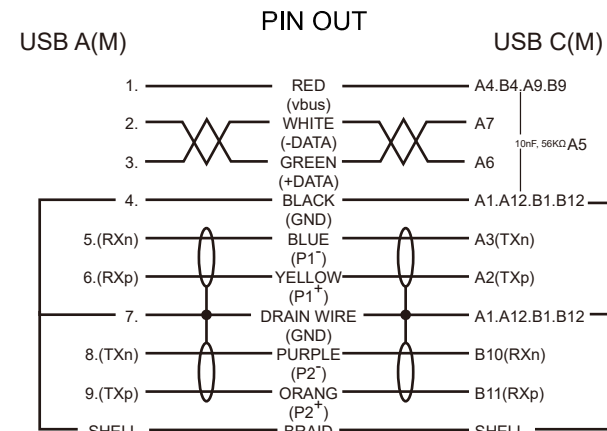 PIN OUT
USB A(M) USB C(M)
1. RED A4.B4.A9.B9
(vbus)
2. WHITE A7
(-DATA) 10nF, 56KΩ A5
3. GREEN A6
(+DATA)
4. BLACK A1.A12.B1.B12
(GND)
5.(RXn) BLUE A3(TXn)
(P1-)
6.(RXp) YELLOW A2(TXp)
(P1+)
7. DRAIN WIRE A1.A12.B1.B12
(GND)
8.(TXn) PURPLE B10(RXn)
(P2-)
9.(TXp) ORANG B11(RXp)
(P2+)
SHELL BRAID SHELL